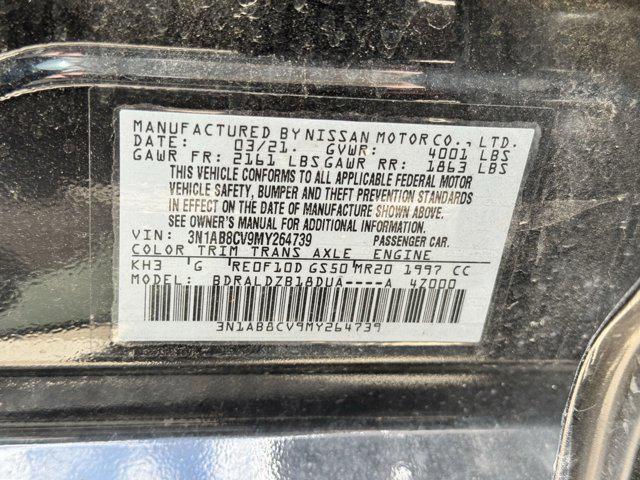 MANUFACTURED BY NISSAN MOTOR CO., LTD.
DATE: 03/21. GVWR: 4001 LBS
GAWR FR: 2161 LBS GAWR RR: 1863 LBS
THIS VEHICLE CONFORMS TO ALL APPLICABLE FEDERAL MOTOR
VEHICLE SAFETY, BUMPER AND THEFT PREVENTION STANDARDS
IN EFFECT ON THE DATE OF MANUFACTURE SHOWN ABOVE.
SEE OWNER'S MANUAL FOR ADDITIONAL INFORMATION.
VIN: 3N1AB8CV9MY264739 PASSENGER CAR.
COLOR TRIM TRANS AXLE ENGINE
KH3 G RE0F10D GS50 MR20 1997 CC
MODEL: BDRALDZB18DUA----A 4Z000
3N1AB8CV9MY264739